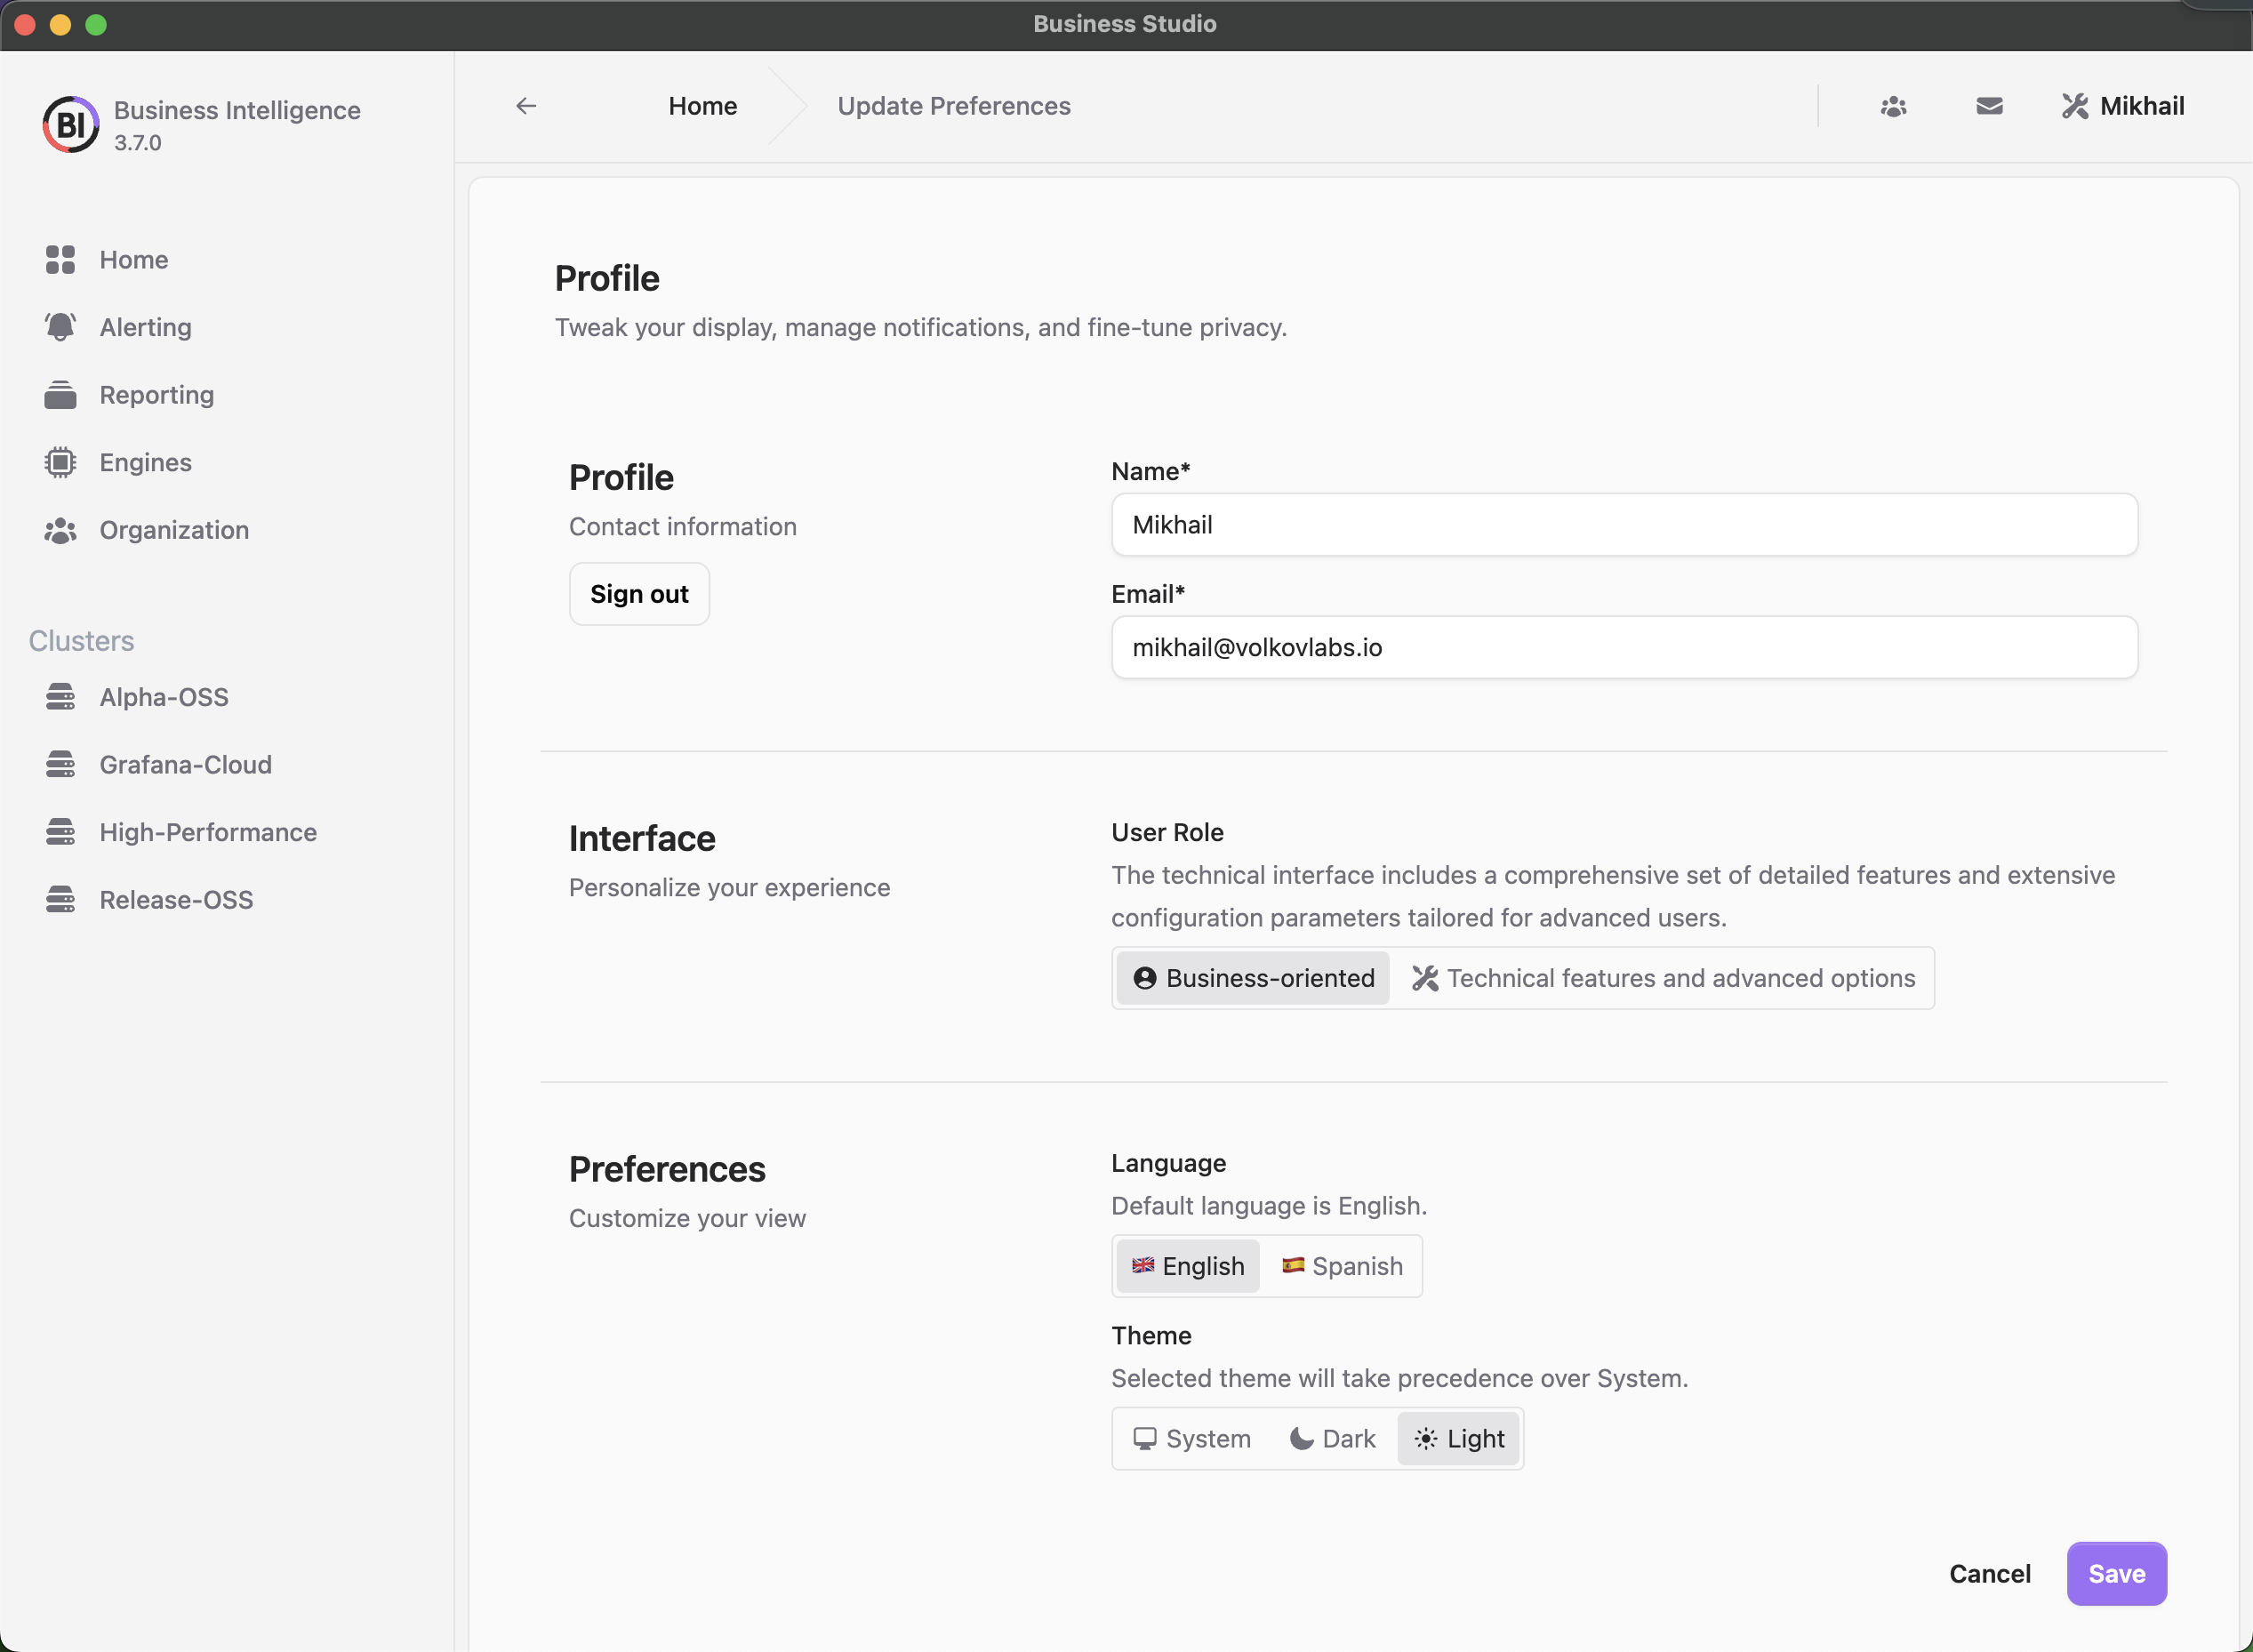 Business Studio
BI
Business Intelligence
3.7.0
Home
Alerting
Reporting
Engines
Organization
Clusters
Alpha-OSS
Grafana-Cloud
High-Performance
Release-OSS
Home
Update Preferences
Mikhail
Profile
Tweak your display, manage notifications, and fine-tune privacy.
Profile
Contact information
Sign out
Name*
Mikhail
Email*
mikhail@volkovlabs.io
Interface
Personalize your experience
User Role
The technical interface includes a comprehensive set of detailed features and extensive
configuration parameters tailored for advanced users.
Business-oriented
Technical features and advanced options
Preferences
Customize your view
Language
Default language is English.
English
Spanish
Theme
Selected theme will take precedence over System.
System
Dark
Light
Cancel
Save